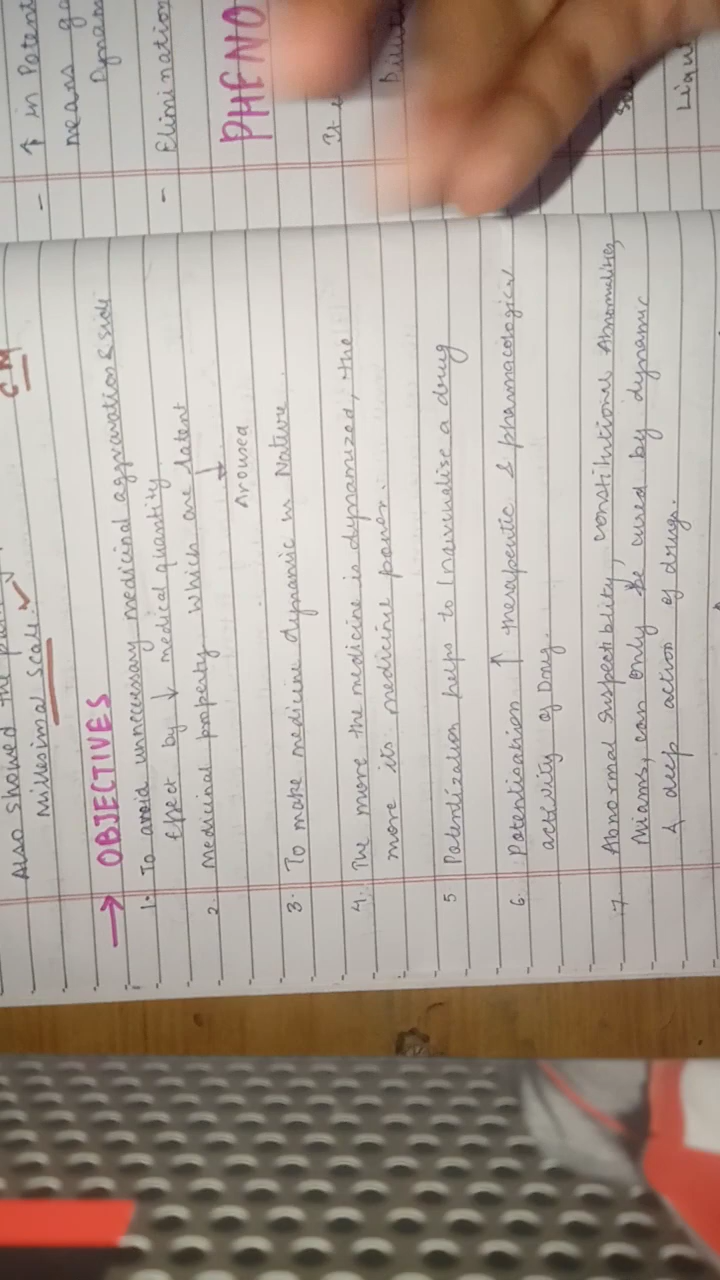 Also showed the
Millesimal Scale ✓
CM
→ OBJECTIVES
1. To avoid unnecessary medicinal aggravation & side
effect by ↓ medical quantity
2. Medicinal property which are latent
↓
Aroused
3. To make medicine dynamic in Nature.
4. The more the medicine is dynamized, the
more its medicine power.
5 Potentization helps to Individualise a drug
6. Potentisation ↑ therapeutic & pharmacological
activity of Drug.
7. Abnormal suspectiblity, constitutional Abnormalities,
Miasms, can only be cured by dynamic
& deep action of drugs.
- ↑ in Potent
means
Dynam
- Elimination
PHENO
Liqu